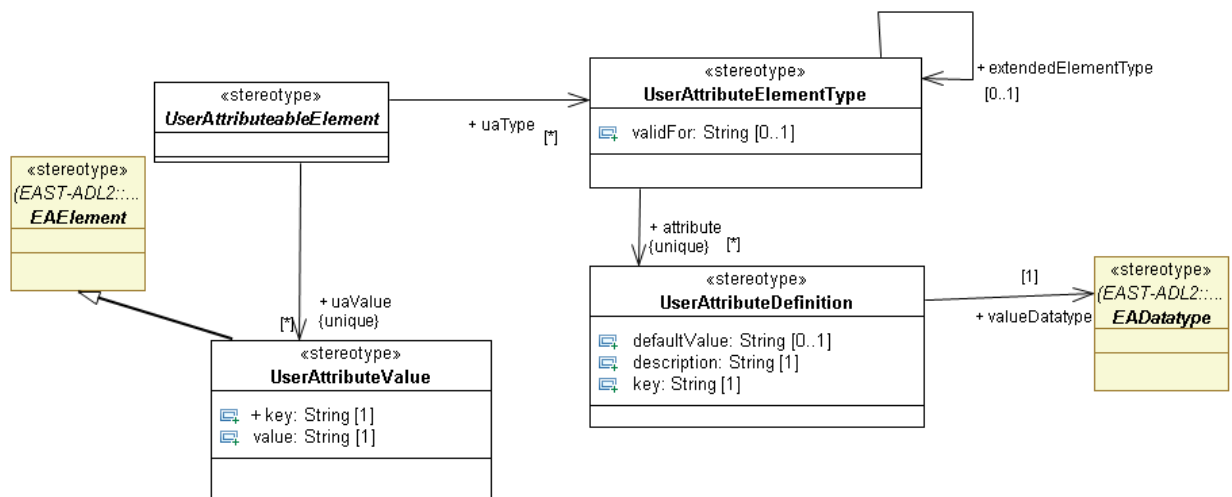 «stereotype»
UserAttributeableElement
+ uaType
[*]
«stereotype»
UserAttributeElementType
validFor: String [0..1]
+ extendedElementType
[0..1]
«stereotype»
(EAST-ADL2::...
EAElement
+ uaValue
{unique}
[*]
«stereotype»
UserAttributeValue
+ key: String [1]
value: String [1]
+ attribute
{unique}
[*]
«stereotype»
UserAttributeDefinition
defaultValue: String [0..1]
description: String [1]
key: String [1]
[1]
+ valueDatatype
«stereotype»
(EAST-ADL2::...
EADatatype